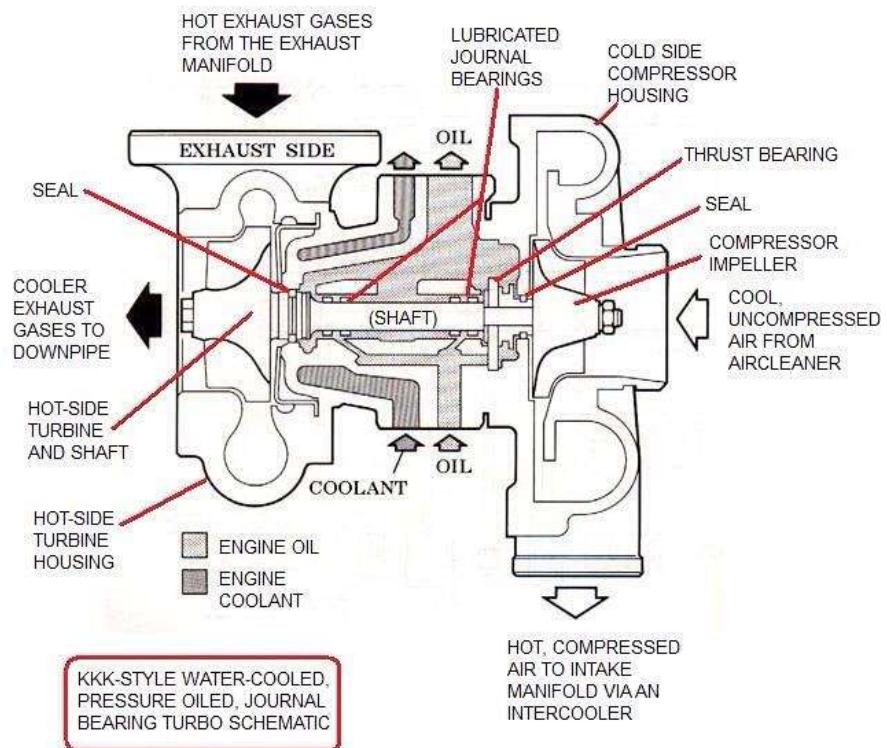 HOT EXHAUST GASES
FROM THE EXHAUST
MANIFOLD
LUBRICATED
JOURNAL
BEARINGS
COLD SIDE
COMPRESSOR
HOUSING
EXHAUST SIDE
OIL
THRUST BEARING
SEAL
SEAL
COMPRESSOR
IMPELLER
COOLER
EXHAUST
GASES TO
DOWNPIPE
(SHAFT)
COOL,
UNCOMPRESSED
AIR FROM
AIRCLEANER
HOT-SIDE
TURBINE
AND SHAFT
COOLANT
OIL
HOT-SIDE
TURBINE
HOUSING
ENGINE OIL
ENGINE
COOLANT
HOT, COMPRESSED
AIR TO INTAKE
MANIFOLD VIA AN
INTERCOOLER
KKK-STYLE WATER-COOLED,
PRESSURE OILED, JOURNAL
BEARING TURBO SCHEMATIC